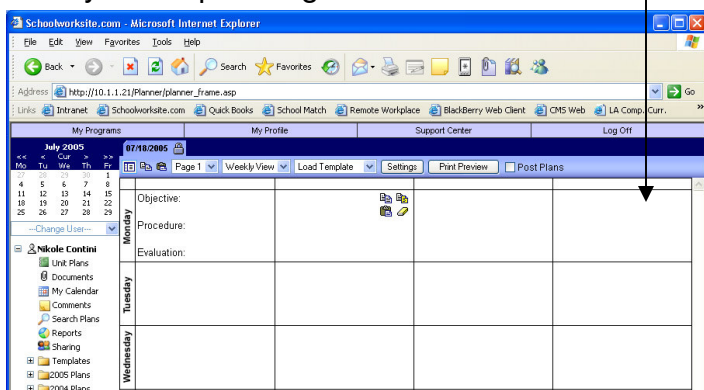 Schoolworksite.com - Microsoft Internet Explorer
File Edit View Favorites Tools Help
Back Search Favorites
Address http://10.1.1.21/Planner/planner_frame.asp Go
Links Intranet Schoolworksite.com Quick Books School Match Remote Workplace BlackBerry Web Client CMS Web LA Comp. Curr. »
My Programs My Profile Support Center Log Off
July 2005 07/18/2005
<< < Cur > >>
Mo Tu We Th Fr Page 1 Weekly View Load Template Settings Print Preview Post Plans
27 28 29 30 1
4 5 6 7 8
11 12 13 14 15
18 19 20 21 22
25 26 27 28 29
---Change User---
Nikole Contini
Unit Plans
Documents
My Calendar
Comments
Search Plans
Reports
Sharing
Templates
2005 Plans
2004 Plans
Monday
Objective:
Procedure:
Evaluation:
Tuesday
Wednesday